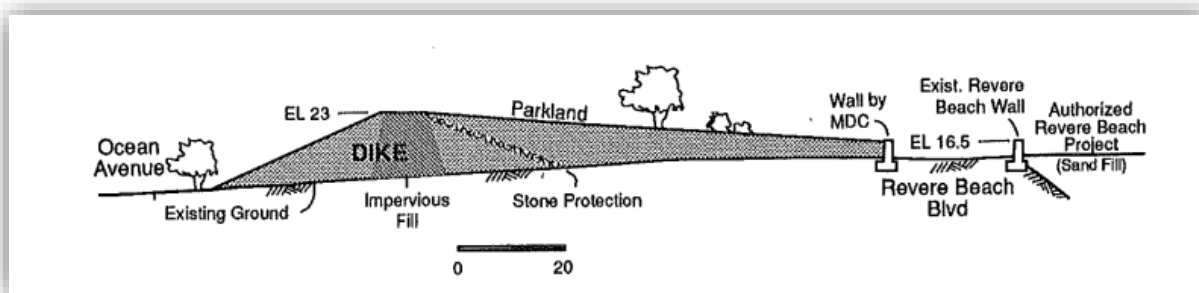 EL 23
Parkland
Wall by
MDC
Exist. Revere
Beach Wall
EL 16.5
Authorized
Revere Beach
Project
(Sand Fill)
Ocean
Avenue
DIKE
Existing Ground
Impervious
Fill
Stone Protection
Revere Beach
Blvd
0 20